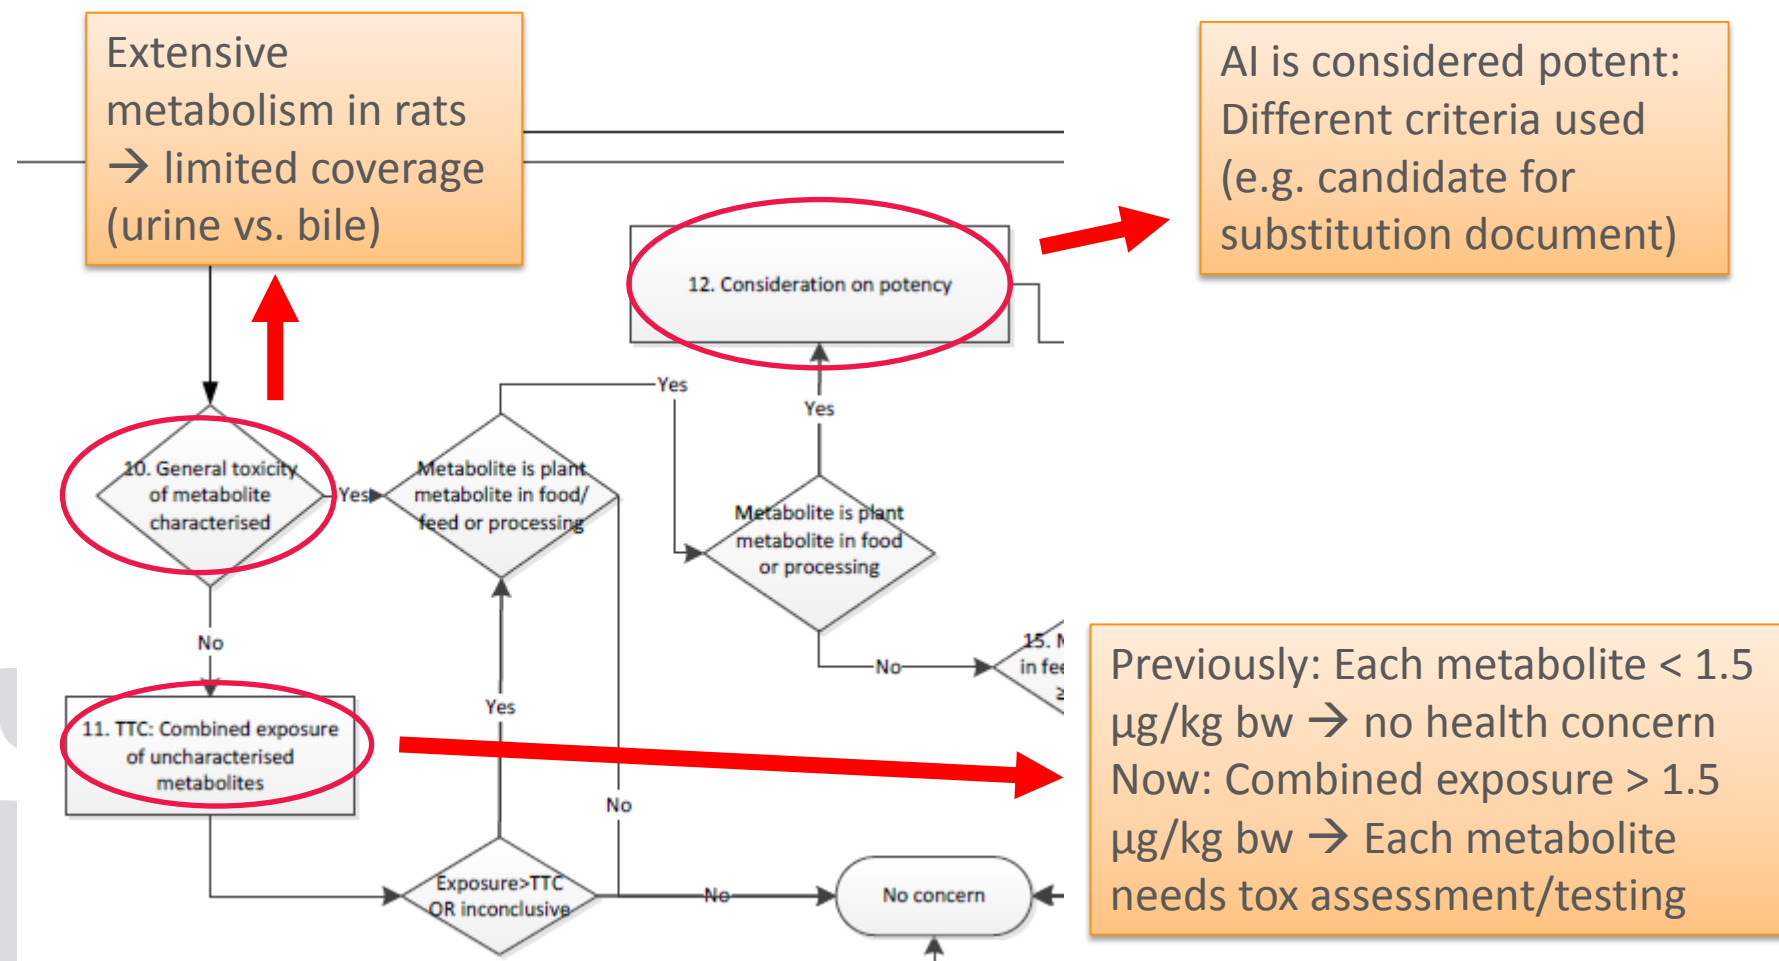 Extensive
metabolism in rats
→ limited coverage
(urine vs. bile)
AI is considered potent:
Different criteria used
(e.g. candidate for
substitution document)
12. Consideration on potency
Yes
Yes
10. General toxicity
of metabolite
characterised
Yes
Metabolite is plant
metabolite in food/
feed or processing
Metabolite is plant
metabolite in food
or processing
No
No
15. M
in fee
≥
Yes
11. TTC: Combined exposure
of uncharacterised
metabolites
Previously: Each metabolite < 1.5
µg/kg bw → no health concern
Now: Combined exposure > 1.5
µg/kg bw → Each metabolite
needs tox assessment/testing
No
Exposure>TTC
OR inconclusive
No
No concern